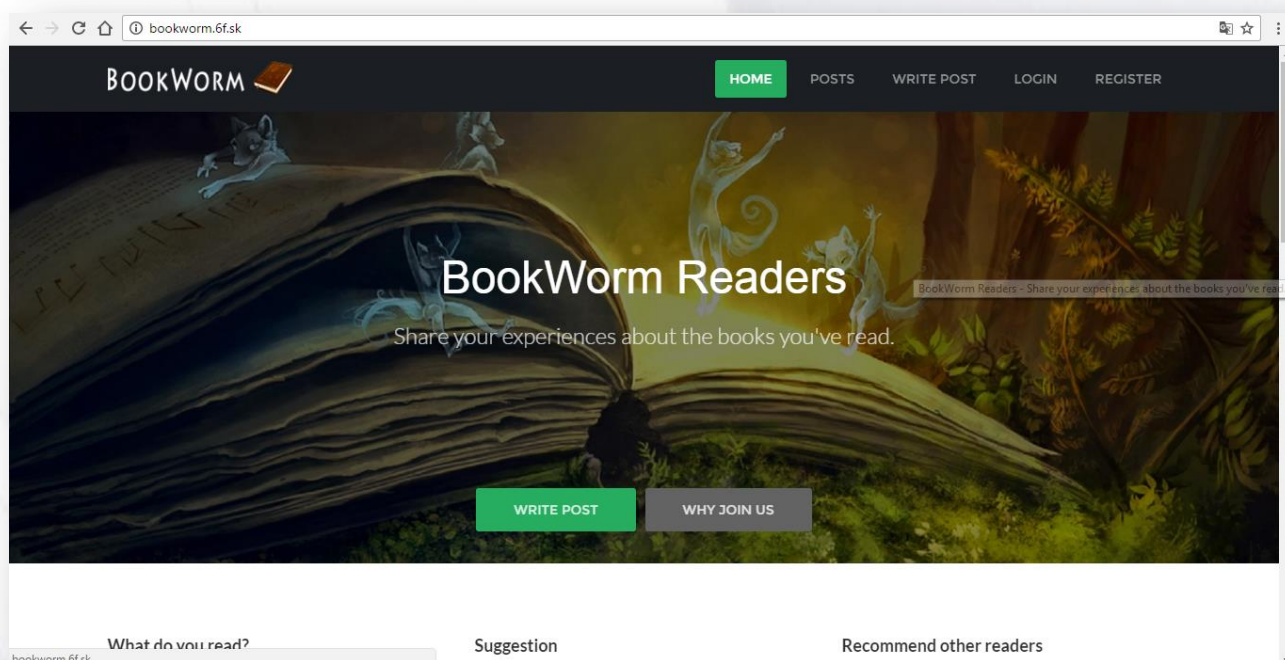 bookworm.6f.sk
BOOKWORM
HOME POSTS WRITE POST LOGIN REGISTER
BookWorm Readers
BookWorm Readers - Share your experiences about the books you've read
Share your experiences about the books you've read.
WRITE POST WHY JOIN US
What do you read? Suggestion Recommend other readers
bookworm.6f.sk